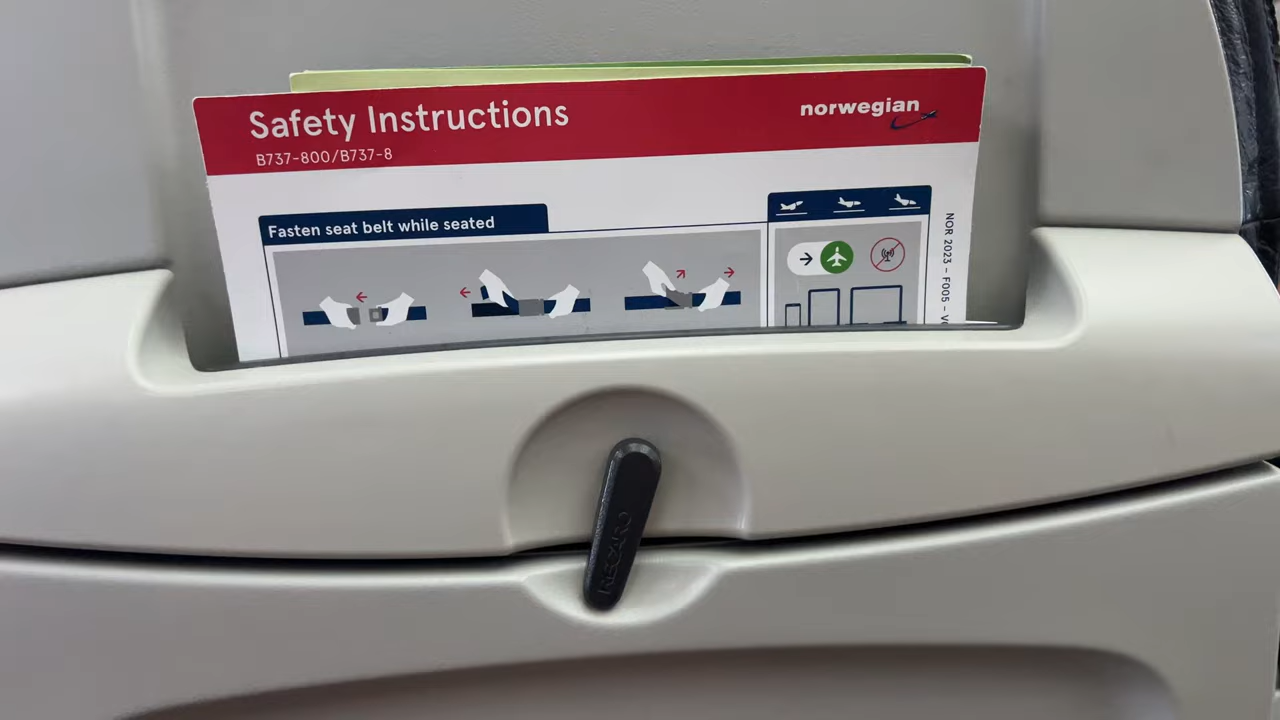 Safety Instructions
norwegian
B737-800/B737-8
Fasten seat belt while seated
NOR 2023 - F005 -
RECARO